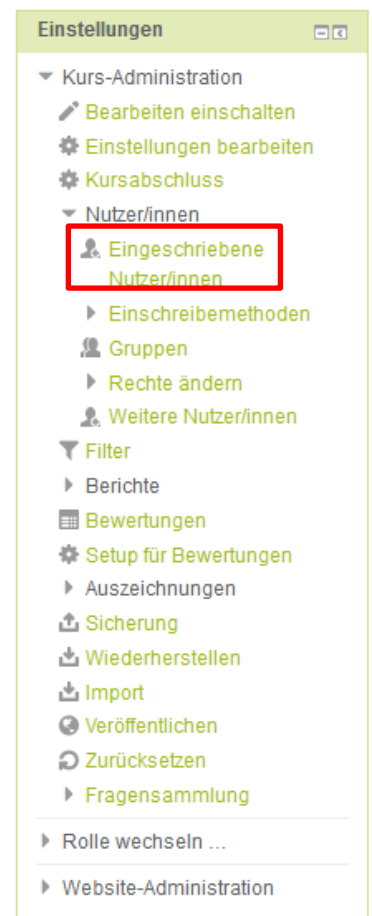 Einstellungen
Kurs-Administration
Bearbeiten einschalten
Einstellungen bearbeiten
Kursabschluss
Nutzer/innen
Eingeschriebene
Nutzer/innen
Einschreibemethoden
Gruppen
Rechte ändern
Weitere Nutzer/innen
Filter
Berichte
Bewertungen
Setup für Bewertungen
Auszeichnungen
Sicherung
Wiederherstellen
Import
Veröffentlichen
Zurücksetzen
Fragensammlung
Rolle wechseln ...
Website-Administration